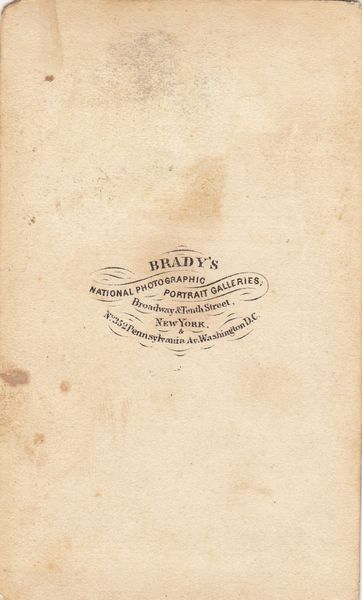 BRADY'S
NATIONAL PHOTOGRAPHIC
PORTRAIT GALLERIES,
Broadway & Tenth Street,
NEW YORK.
&
No. 352 Pennsylvania Av. Washington D.C.